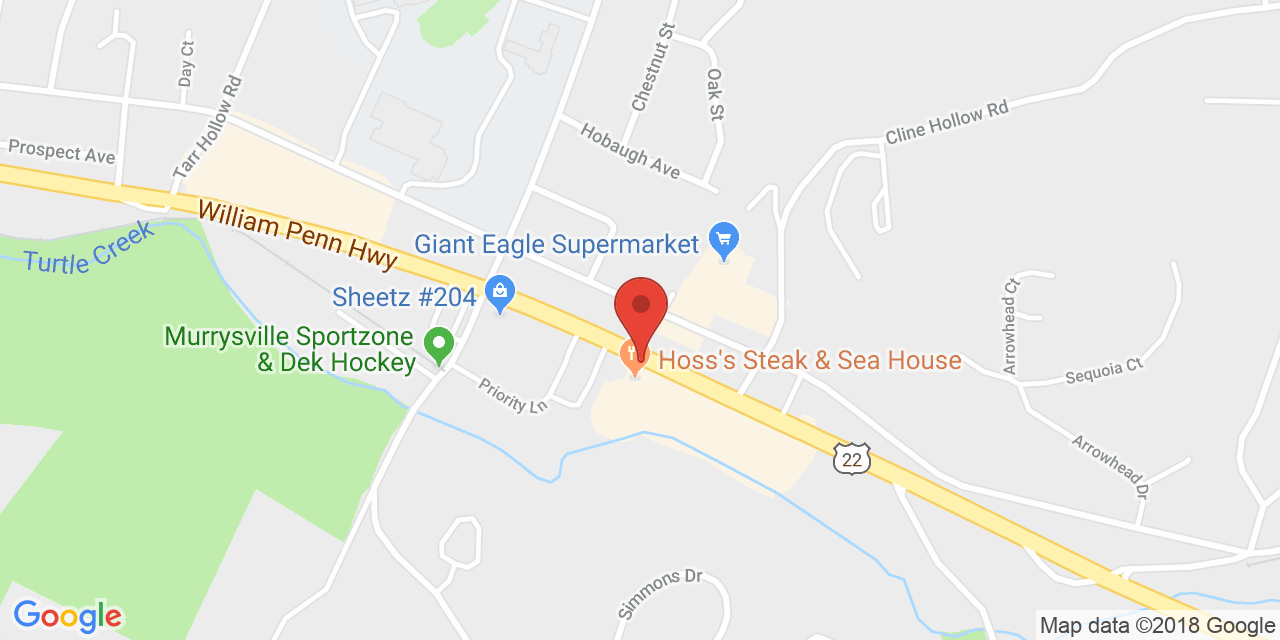 Day Ct
Chestnut St
Oak St
Tarr Hollow Rd
Cline Hollow Rd
Hobaugh Ave
Prospect Ave
William Penn Hwy
Turtle Creek
Giant Eagle Supermarket
Sheetz #204
Murrysville Sportzone
& Dek Hockey
Hoss's Steak & Sea House
Arrowhead Ct
Sequoia Ct
Priority Ln
22
Arrowhead Dr
Simmons Dr
Google
Map data ©2018 Google